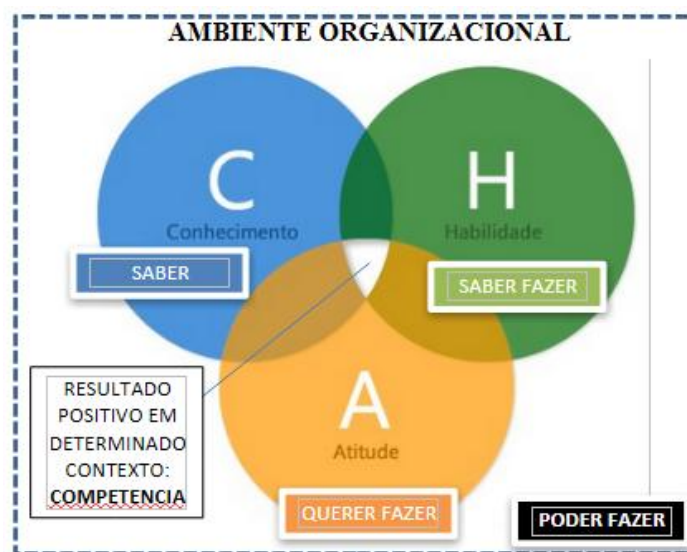 AMBIENTE ORGANIZACIONAL
C
Conhecimento
SABER
H
Habilidade
SABER FAZER
RESULTADO
POSITIVO EM
DETERMINADO
CONTEXTO:
COMPETENCIA
A
Atitude
QUERER FAZER
PODER FAZER